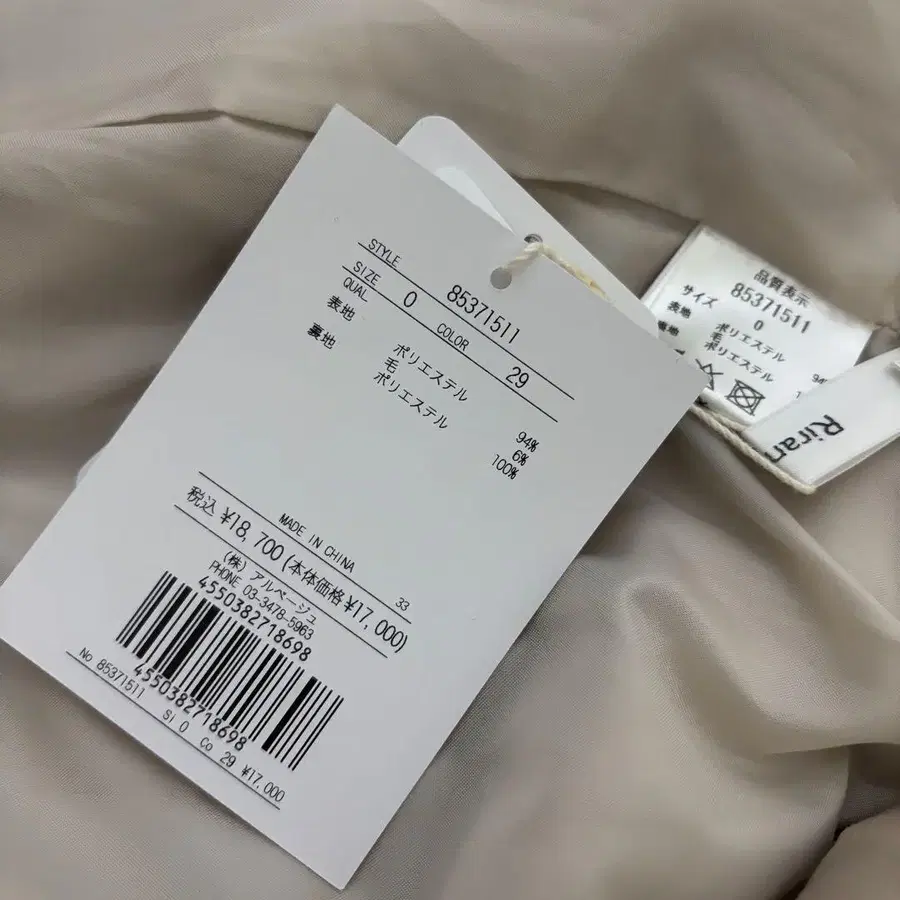 STYLE 85371511
SIZE 0 COLOR 29
QUAL
表地 ポリエステル 94%
毛 6%
裏地 ポリエステル 100%
MADE IN CHINA
33
税込 ¥18,700(本体価格 ¥17,000)
(株) アルページュ
PHONE 03-3478-5963
4550382718698
4550382718698
No 85371511 Si 0 Co 29 ¥17,000
品質表示
85371511
サイズ 0
表地 ポリエステル 94
毛
ポリエステル
Riran